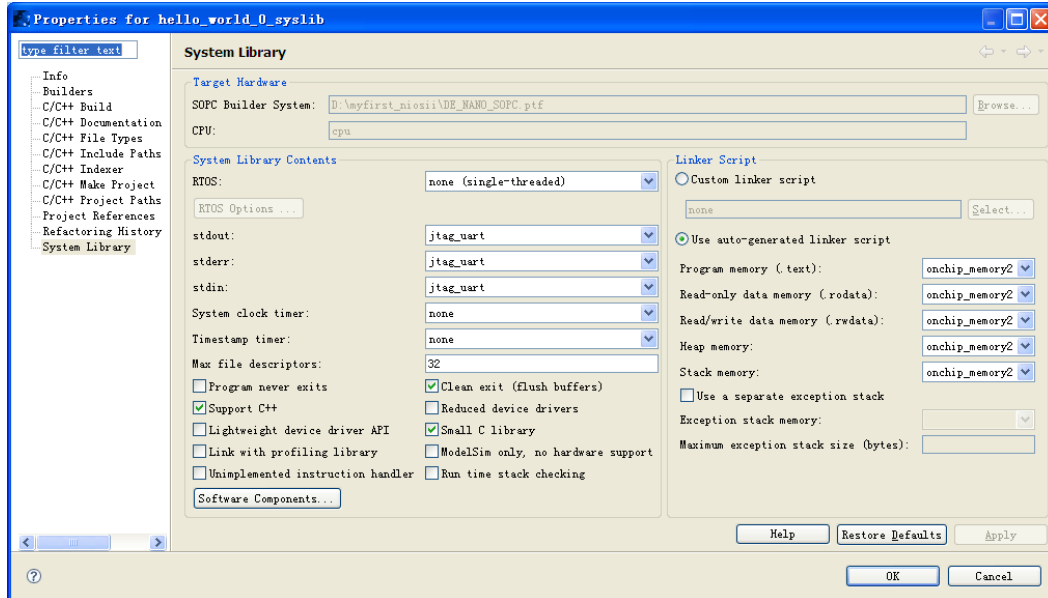 Properties for hello_world_0_syslib
type filter text
Info
Builders
C/C++ Build
C/C++ Documentation
C/C++ File Types
C/C++ Include Paths
C/C++ Indexer
C/C++ Make Project
C/C++ Project Paths
Project References
Refactoring History
System Library
System Library
Target Hardware
SOPC Builder System: D:\myfirst_niosii\DE_NANO_SOPC.ptf Browse...
CPU: cpu
System Library Contents
RTOS: none (single-threaded)
RTOS Options ...
stdout: jtag_uart
stderr: jtag_uart
stdin: jtag_uart
System clock timer: none
Timestamp timer: none
Max file descriptors: 32
Program never exits Clean exit (flush buffers)
Support C++ Reduced device drivers
Lightweight device driver API Small C library
Link with profiling library ModelSim only, no hardware support
Unimplemented instruction handler Run time stack checking
Software Components...
Linker Script
Custom linker script
none Select...
Use auto-generated linker script
Program memory (.text): onchip_memory2
Read-only data memory (.rodata): onchip_memory2
Read/write data memory (.rwdata): onchip_memory2
Heap memory: onchip_memory2
Stack memory: onchip_memory2
Use a separate exception stack
Exception stack memory:
Maximum exception stack size (bytes):
Help Restore Defaults Apply
? OK Cancel